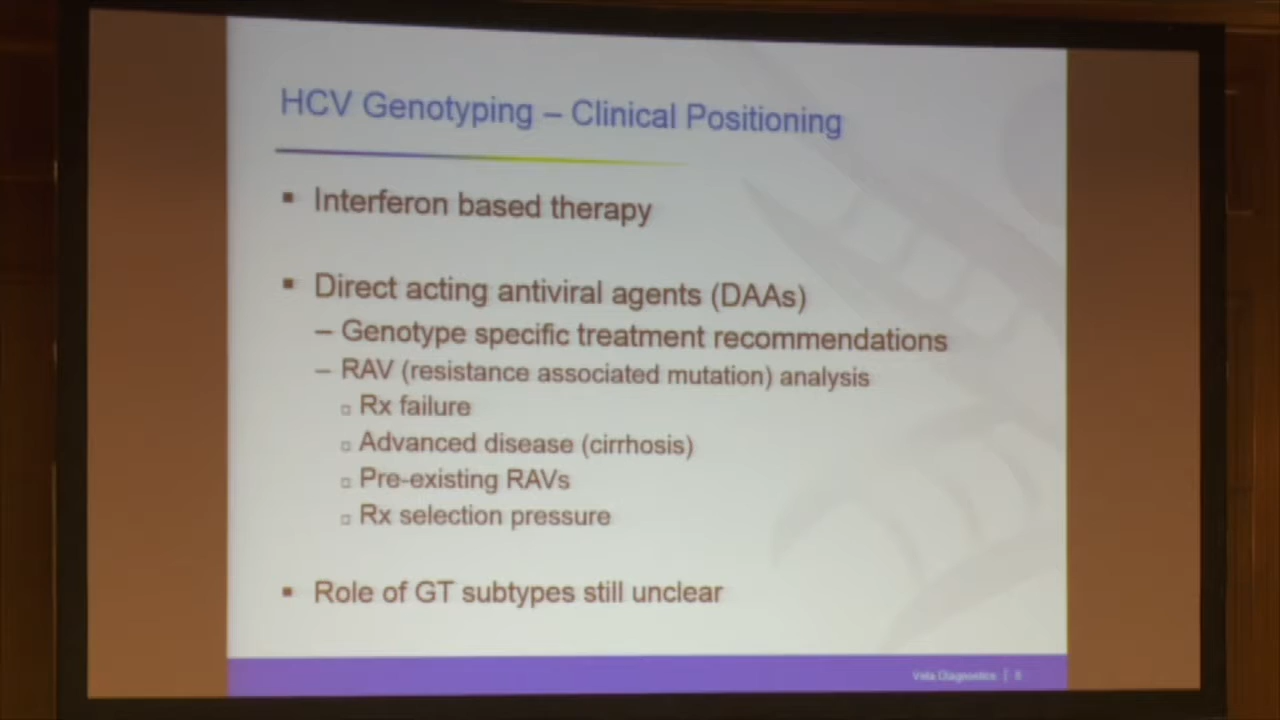 HCV Genotyping – Clinical Positioning
▪ Interferon based therapy
▪ Direct acting antiviral agents (DAAs)
– Genotype specific treatment recommendations
– RAV (resistance associated mutation) analysis
▫ Rx failure
▫ Advanced disease (cirrhosis)
▫ Pre-existing RAVs
▫ Rx selection pressure
▪ Role of GT subtypes still unclear
Vela Diagnostics |